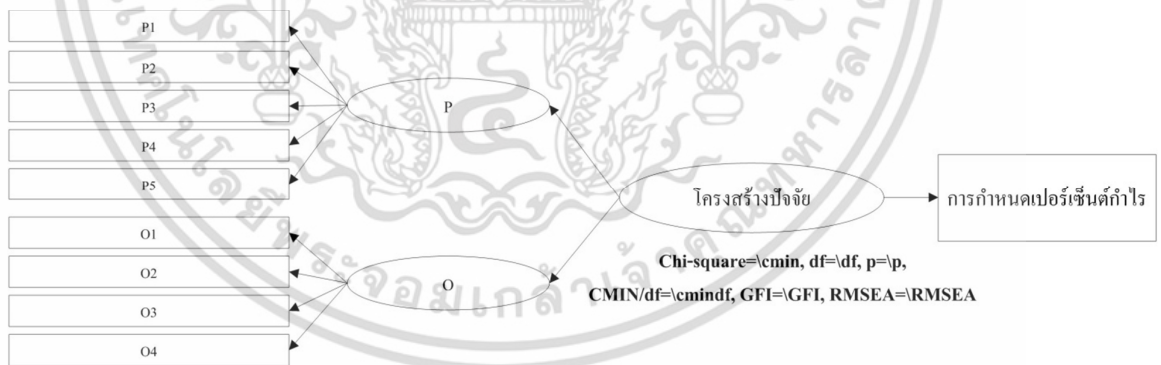 P1
P2
P3
P4
P5
P
O1
O2
O3
O4
O
โครงสร้างปัจจัย
การกำหนดเปอร์เซ็นต์กำไร
Chi-square=\cmin, df=\df, p=\p,
CMIN/df=\cmindf, GFI=\GFI, RMSEA=\RMSEA